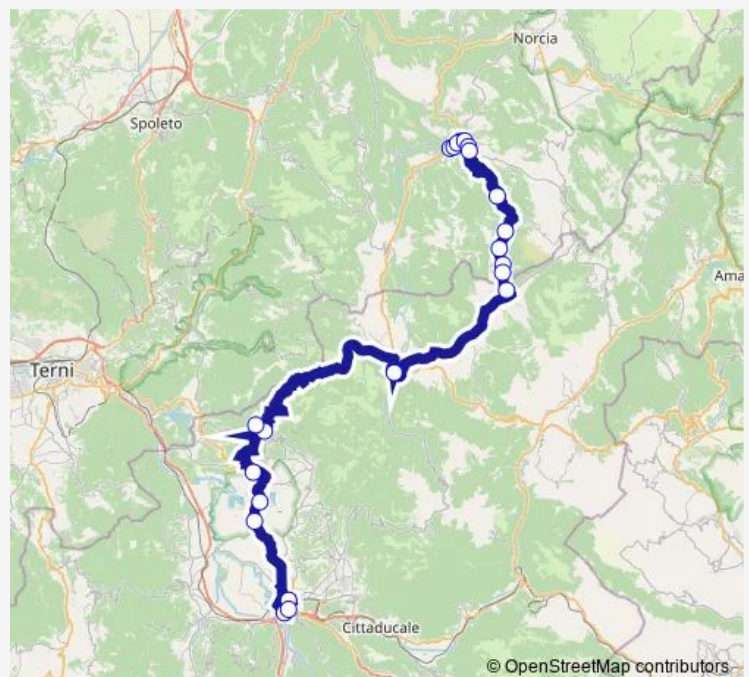 Norcia
Spoleto
Ama
Terni
Cittaducale
© OpenStreetMap contributors